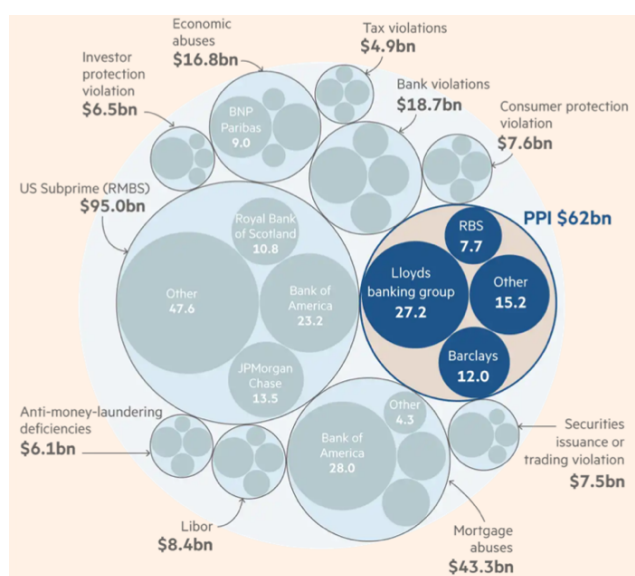 Economic
abuses
$16.8bn
Tax violations
$4.9bn
Investor
protection
violation
$6.5bn
Bank violations
$18.7bn
Consumer protection
violation
$7.6bn
BNP
Paribas
9.0
US Subprime (RMBS)
$95.0bn
PPI $62bn
Royal Bank
of Scotland
10.8
RBS
7.7
Other
47.6
Bank of
America
23.2
Lloyds
banking group
27.2
Other
15.2
JPMorgan
Chase
13.5
Barclays
12.0
Anti-money-laundering
deficiencies
$6.1bn
Other
4.3
Bank of
America
28.0
Securities
issuance or
trading violation
$7.5bn
Libor
$8.4bn
Mortgage
abuses
$43.3bn